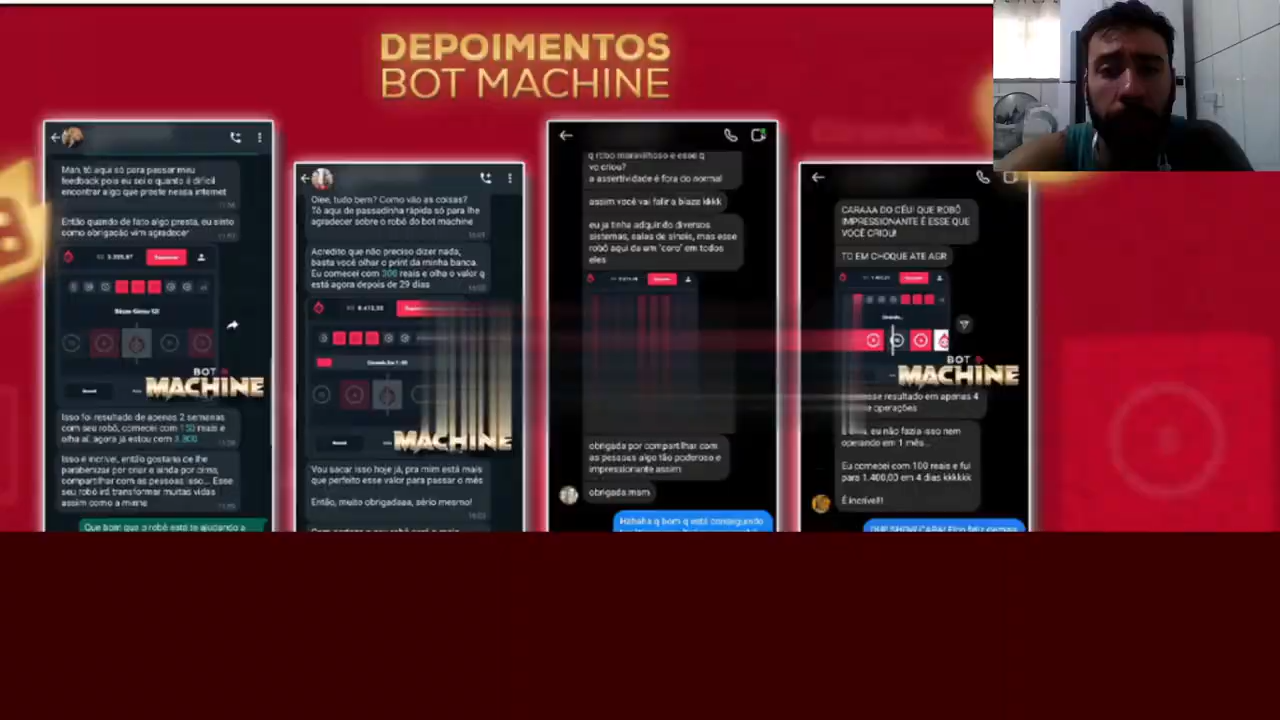 DEPOIMENTOS
BOT MACHINE
Man, tô aqui só para passar meu
feedback pois eu sei o quanto é difícil
encontrar algo que preste nessa internet
Então quando de fato algo presta, eu sinto
como obrigação vim agradecer
BOT
MACHINE
Isso foi resultado de apenas 2 semanas
com seu robô, comecei com 150 reais e
olha aí, agora já estou com 3.300
Isso é incrível, então gostaria de lhe
parabenizar por criar e ainda por cima,
compartilhar com as pessoas isso... Esse
seu robô irá transformar muitas vidas
assim como a minha
Que bom que o robô está te ajudando a
Oiee, tudo bem? Como vão as coisas?
Tô aqui de passadinha rápida só para lhe
agradecer sobre o robô do bot machine
Acredito que não preciso dizer nada,
basta você olhar o print da minha banca.
Eu comecei com 300 reais e olha o valor q
está agora depois de 29 dias
MACHINE
Vou sacar isso hoje já, pra mim está mais
que perfeito esse valor para passar o mês
Então, muito obrigadaaa, sério mesmo!
q robo maravilhoso é esse q
vc criou?
a assertividade é fora do normal
assim você vai falir a blaze kkkk
eu ja tinha adquirido diversos
sistemas, salas de sinais, mas esse
robô aqui da um "coro" em todos
eles
obrigada por compartilhar com
as pessoas algo tão poderoso e
impressionante assim
obrigada msm
Hahaha q bom q está conseguindo
CARAAA DO CÉU! QUE ROBÔ
IMPRESSIONANTE É ESSE QUE
VOCÊ CRIOU!
TO EM CHOQUE ATE AGR
BOT
MACHINE
esse resultado em apenas 4
operações
eu não fazia isso nem
operando em 1 mês...
Eu comecei com 100 reais e fui
para 1.400,00 em 4 dias kkkkkk
É incrível!!